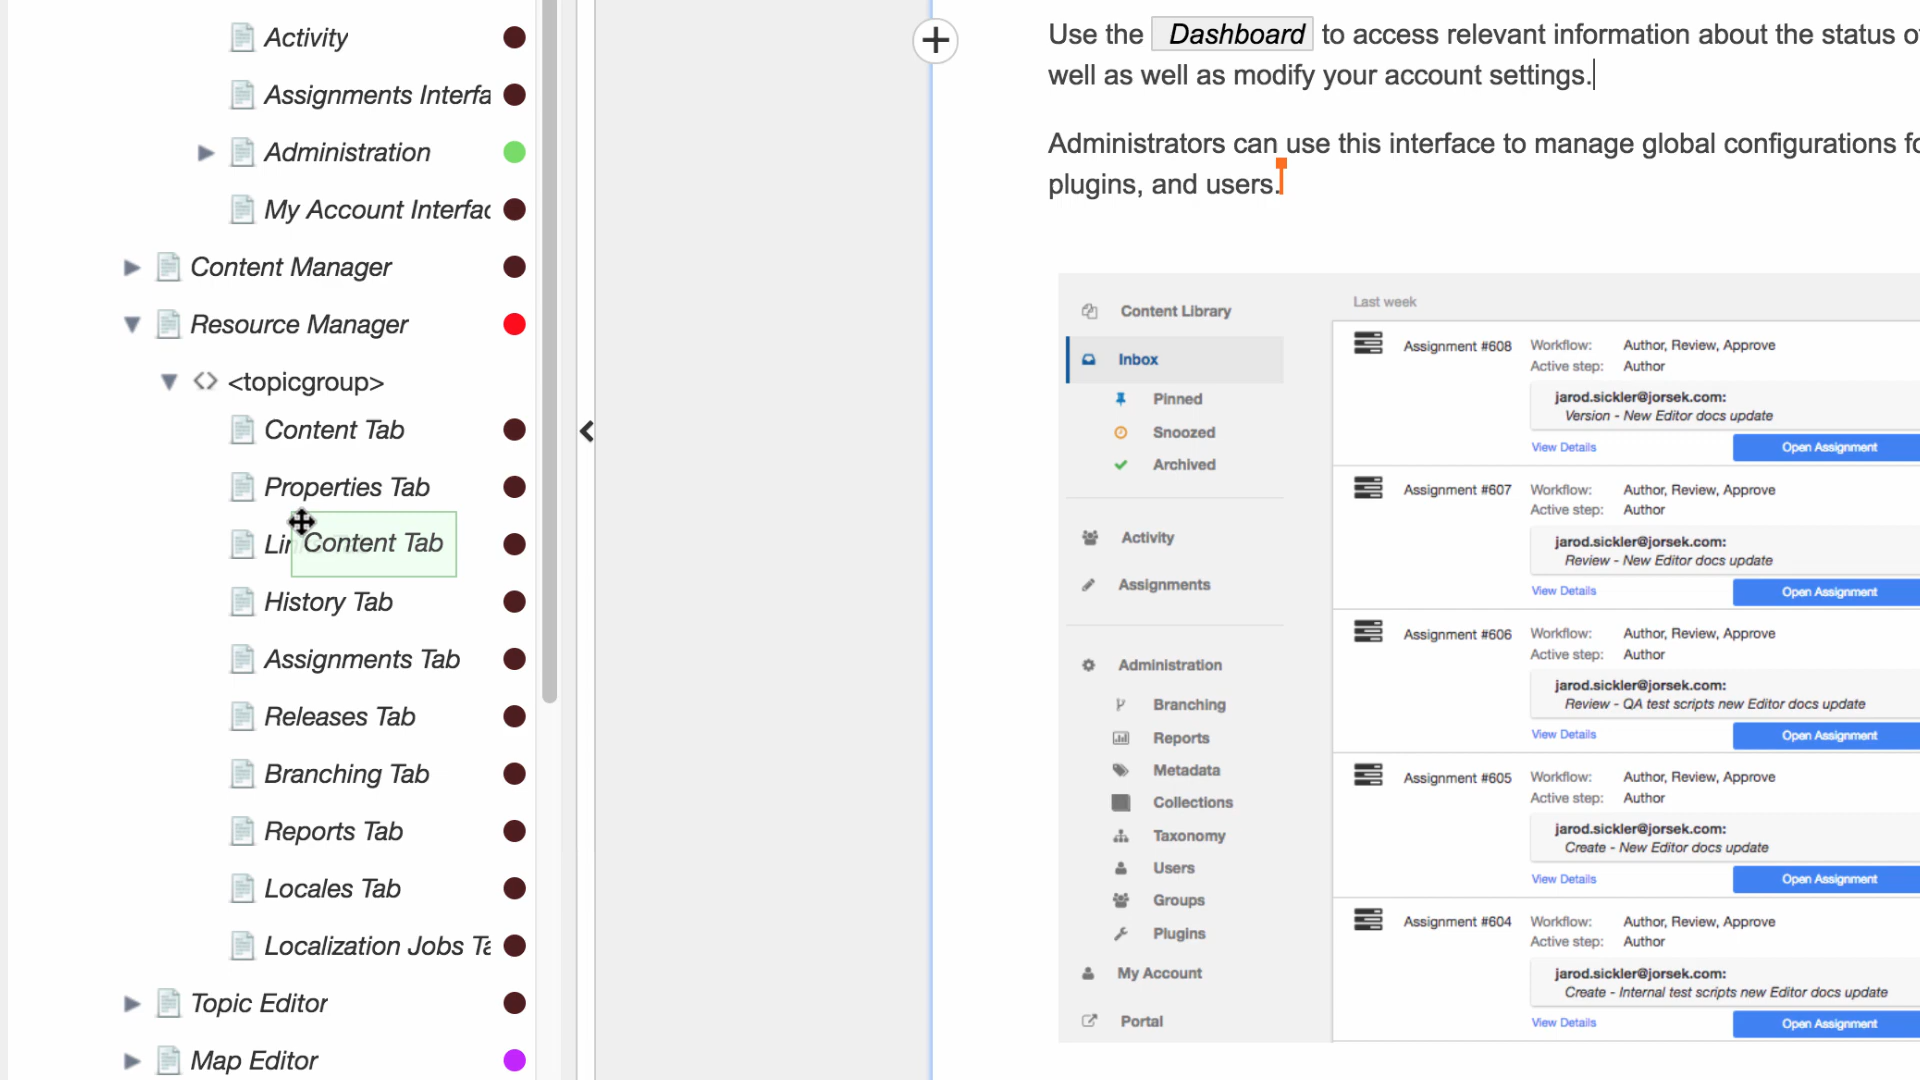 Activity
Assignments Interfa
Administration
My Account Interfac
Content Manager
Resource Manager
<topicgroup>
Content Tab
Properties Tab
Content Tab
History Tab
Assignments Tab
Releases Tab
Branching Tab
Reports Tab
Locales Tab
Localization Jobs Ta
Topic Editor
Map Editor
Use the Dashboard to access relevant information about the status of
well as well as modify your account settings.
Administrators can use this interface to manage global configurations fo
plugins, and users.
Content Library
Inbox
Pinned
Snoozed
Archived
Activity
Assignments
Administration
Branching
Reports
Metadata
Collections
Taxonomy
Users
Groups
Plugins
My Account
Portal
Last week
Assignment #608 Workflow: Author, Review, Approve
Active step: Author
jarod.sickler@jorsek.com:
Version - New Editor docs update
View Details Open Assignment
Assignment #607 Workflow: Author, Review, Approve
Active step: Author
jarod.sickler@jorsek.com:
Review - New Editor docs update
View Details Open Assignment
Assignment #606 Workflow: Author, Review, Approve
Active step: Author
jarod.sickler@jorsek.com:
Review - QA test scripts new Editor docs update
View Details Open Assignment
Assignment #605 Workflow: Author, Review, Approve
Active step: Author
jarod.sickler@jorsek.com:
Create - New Editor docs update
View Details Open Assignment
Assignment #604 Workflow: Author, Review, Approve
Active step: Author
jarod.sickler@jorsek.com:
Create - Internal test scripts new Editor docs update
View Details Open Assignment